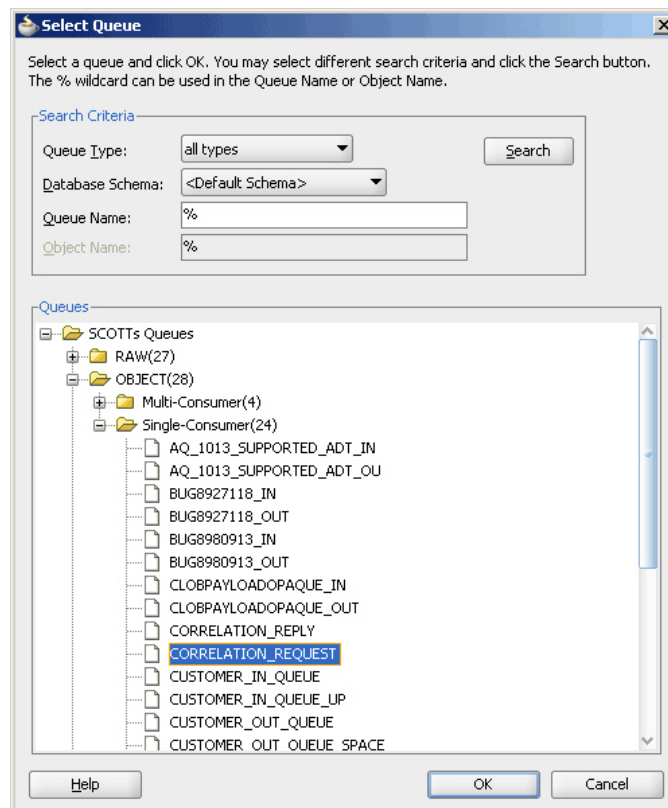 Select Queue
Select a queue and click OK. You may select different search criteria and click the Search button.
The % wildcard can be used in the Queue Name or Object Name.
Search Criteria
Queue Type: all types Search
Database Schema: <Default Schema>
Queue Name: %
Object Name: %
Queues
SCOTTs Queues
RAW(27)
OBJECT(28)
Multi-Consumer(4)
Single-Consumer(24)
AQ_1013_SUPPORTED_ADT_IN
AQ_1013_SUPPORTED_ADT_OU
BUG8927118_IN
BUG8927118_OUT
BUG8980913_IN
BUG8980913_OUT
CLOBPAYLOADOPAQUE_IN
CLOBPAYLOADOPAQUE_OUT
CORRELATION_REPLY
CORRELATION_REQUEST
CUSTOMER_IN_QUEUE
CUSTOMER_IN_QUEUE_UP
CUSTOMER_OUT_QUEUE
CUSTOMER_OUT_QUEUE_SPACE
Help OK Cancel